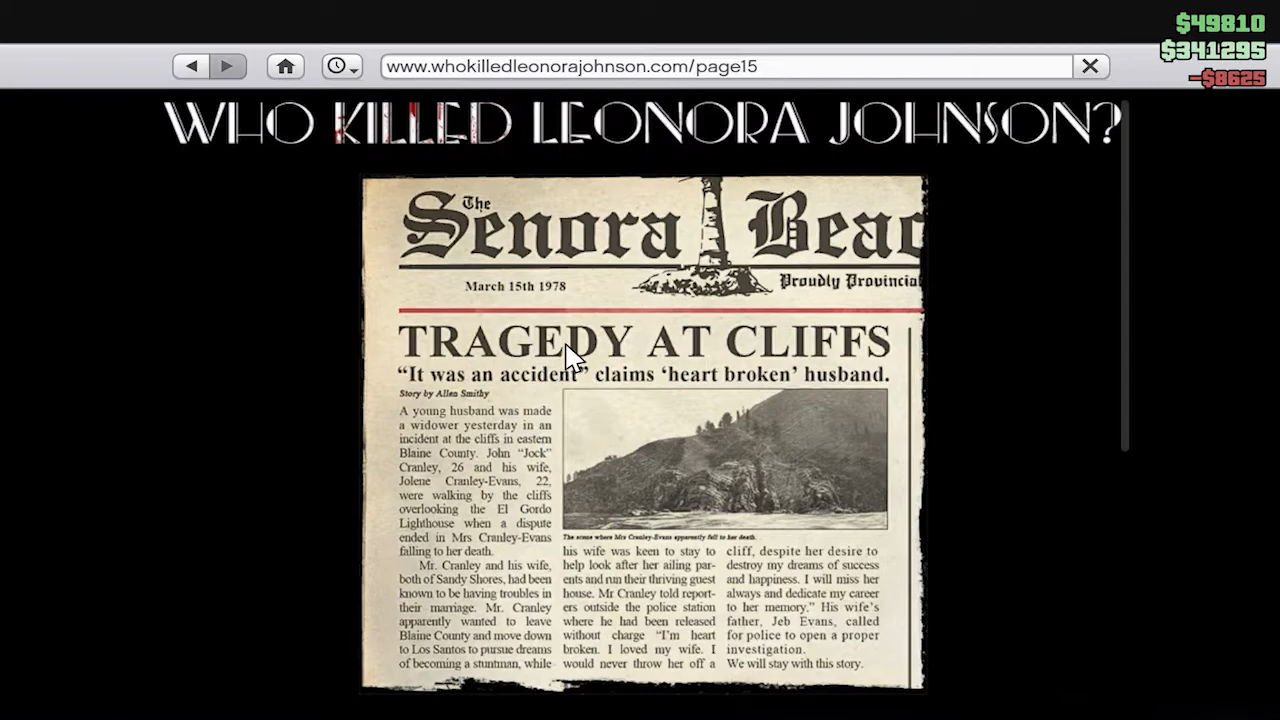 $49810
$341295
-$8625
www.whokilledleonorajohnson.com/page15
WHO KILLED LEONORA JOHNSON?
The
Senora Beac
March 15th 1978
Proudly Provincial
TRAGEDY AT CLIFFS
“It was an accident” claims ‘heart broken’ husband.
Story by Allen Smithy
A young husband was made
a widower yesterday in an
incident at the cliffs in eastern
Blaine County. John “Jock”
Cranley, 26 and his wife,
Jolene Cranley-Evans, 22,
were walking by the cliffs
overlooking the El Gordo
Lighthouse when a dispute
ended in Mrs Cranley-Evans
falling to her death.
Mr. Cranley and his wife,
both of Sandy Shores, had been
known to be having troubles in
their marriage. Mr. Cranley
apparently wanted to leave
Blaine County and move down
to Los Santos to pursue dreams
of becoming a stuntman, while
The scene where Mrs Cranley-Evans apparently fell to her death.
his wife was keen to stay to
help look after her ailing par-
ents and run their thriving guest
house. Mr Cranley told report-
ers outside the police station
where he had been released
without charge “I’m heart
broken. I loved my wife. I
would never throw her off a
cliff, despite her desire to
destroy my dreams of success
and happiness. I will miss her
always and dedicate my career
to her memory.” His wife’s
father, Jeb Evans, called
for police to open a proper
investigation.
We will stay with this story.